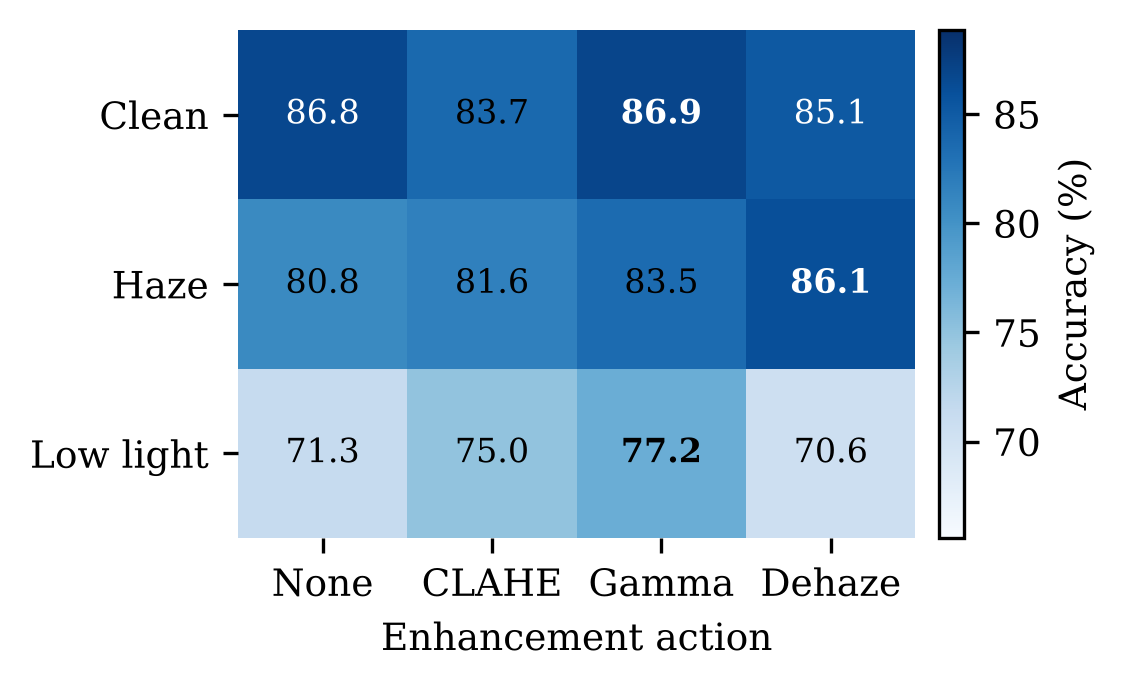 Clean 86.8 83.7 86.9 85.1
Haze 80.8 81.6 83.5 86.1
Low light 71.3 75.0 77.2 70.6
None CLAHE Gamma Dehaze
Enhancement action
85
80
75
70
Accuracy (%)